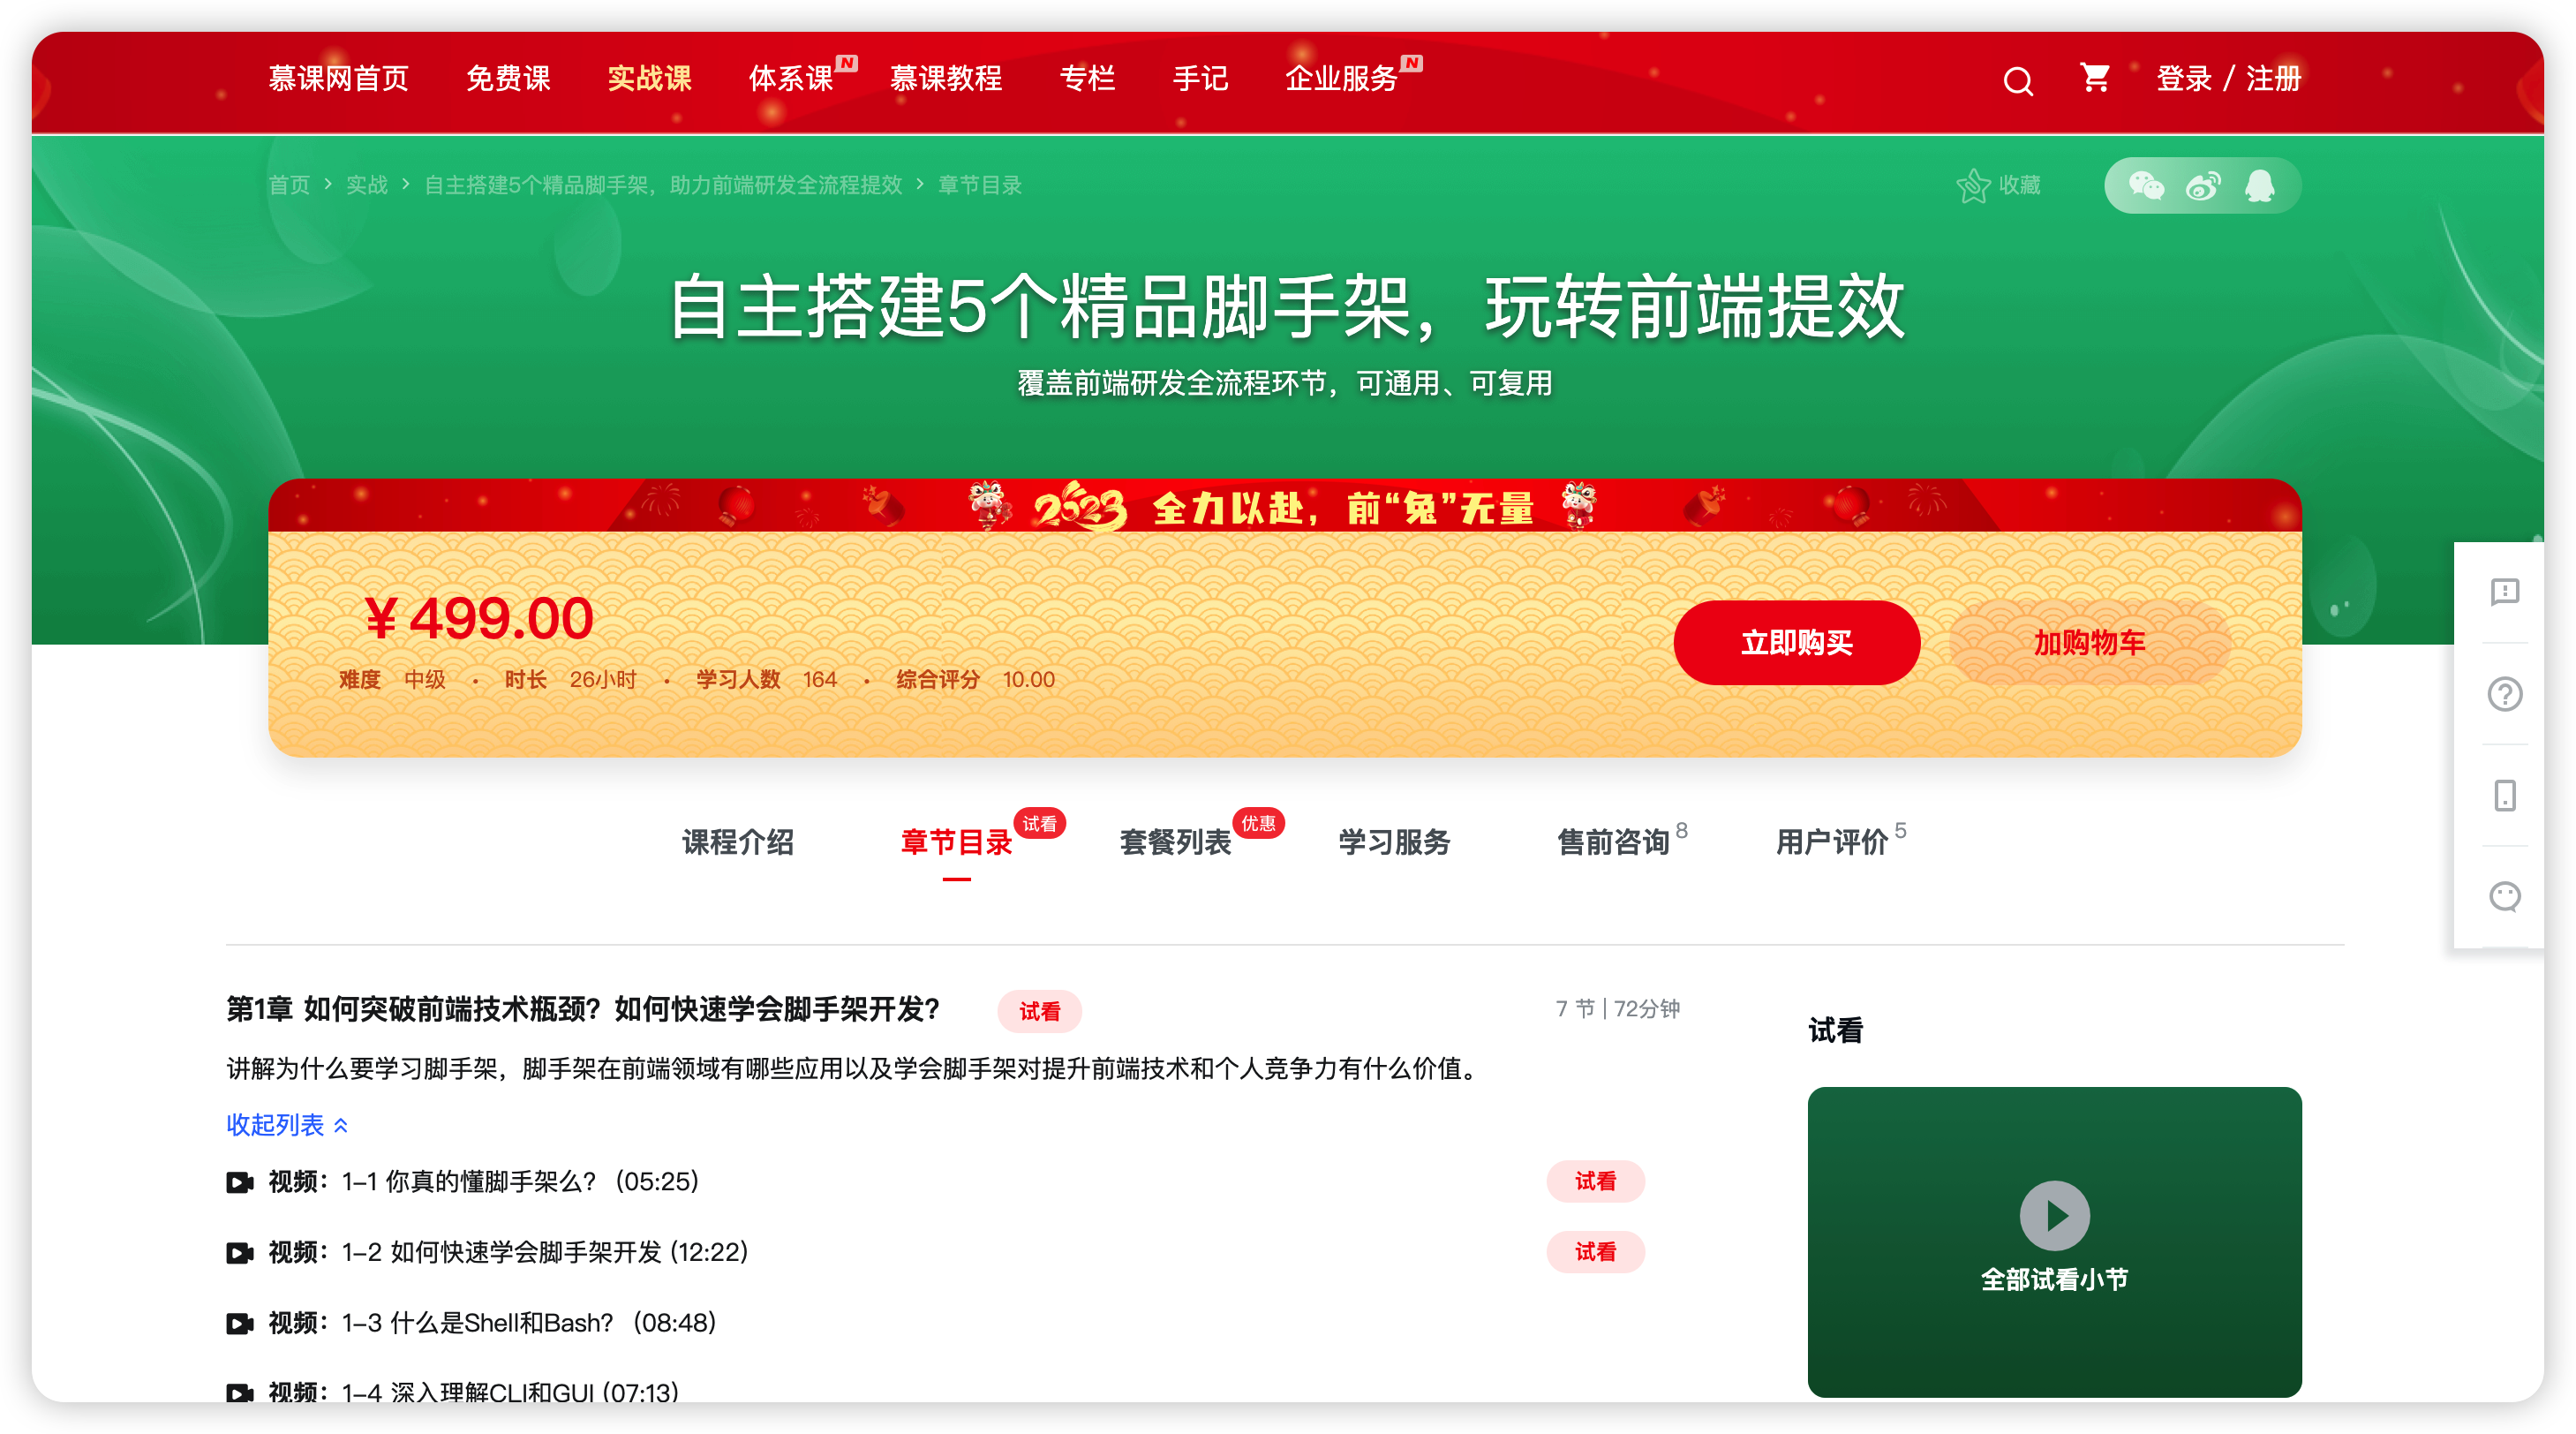 慕课网首页 免费课 实战课 体系课 N 慕课教程 专栏 手记 企业服务 N 登录 / 注册
首页 > 实战 > 自主搭建5个精品脚手架，助力前端研发全流程提效 > 章节目录 收藏
自主搭建5个精品脚手架，玩转前端提效
覆盖前端研发全流程环节，可通用、可复用
2023 全力以赴，前“兔”无量
￥499.00
立即购买 加购物车
难度 中级 · 时长 26小时 · 学习人数 164 · 综合评分 10.00
课程介绍 章节目录 试看 套餐列表 优惠 学习服务 售前咨询 8 用户评价 5
第1章 如何突破前端技术瓶颈？如何快速学会脚手架开发？ 试看 7 节 | 72分钟
讲解为什么要学习脚手架，脚手架在前端领域有哪些应用以及学会脚手架对提升前端技术和个人竞争力有什么价值。
收起列表
视频：1-1 你真的懂脚手架么？ (05:25) 试看
视频：1-2 如何快速学会脚手架开发 (12:22) 试看
视频：1-3 什么是Shell和Bash？ (08:48)
视频：1-4 深入理解CLI和GUI (07:13)
试看
全部试看小节